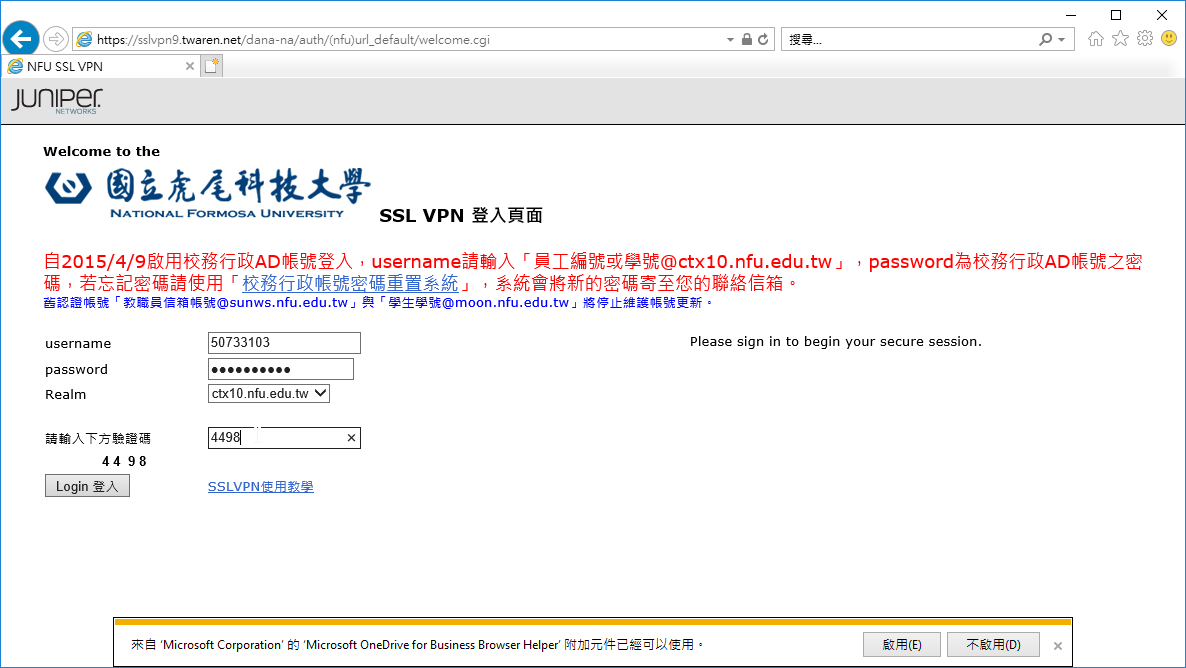 https://sslvpn9.twaren.net/dana-na/auth/(nfu)url_default/welcome.cgi
搜尋...
NFU SSL VPN
JUNIPER
NETWORKS
Welcome to the
國立虎尾科技大學
NATIONAL FORMOSA UNIVERSITY
SSL VPN 登入頁面
自2015/4/9啟用校務行政AD帳號登入，username請輸入「員工編號或學號@ctx10.nfu.edu.tw」，password為校務行政AD帳號之密
碼，若忘記密碼請使用「校務行政帳號密碼重置系統」，系統會將新的密碼寄至您的聯絡信箱。
舊認證帳號「教職員信箱帳號@sunws.nfu.edu.tw」與「學生學號@moon.nfu.edu.tw」將停止維護帳號更新。
username 50733103
Please sign in to begin your secure session.
password ●●●●●●●●●●
Realm ctx10.nfu.edu.tw
請輸入下方驗證碼 4498
44 98
Login 登入
SSLVPN使用教學
來自 'Microsoft Corporation' 的 'Microsoft OneDrive for Business Browser Helper' 附加元件已經可以使用。
啟用(E)
不啟用(D)